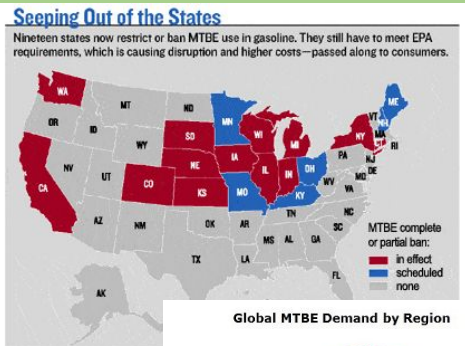 Seeping Out of the States
Nineteen states now restrict or ban MTBE use in gasoline. They still have to meet EPA
requirements, which is causing disruption and higher costs—passed along to consumers.
WA
MT
ND
MN
ME
VT
NH
OR
ID
SD
WI
MI
NY
MA
RI
WY
IA
PA
NJ
NE
IL
IN
OH
DE
NV
UT
CO
KS
MO
KY
WV
MD
VA
CA
NC
TN
AZ
NM
OK
AR
SC
MS
AL
GA
TX
LA
FL
AK
MTBE complete
or partial ban:
in effect
scheduled
none
Global MTBE Demand by Region